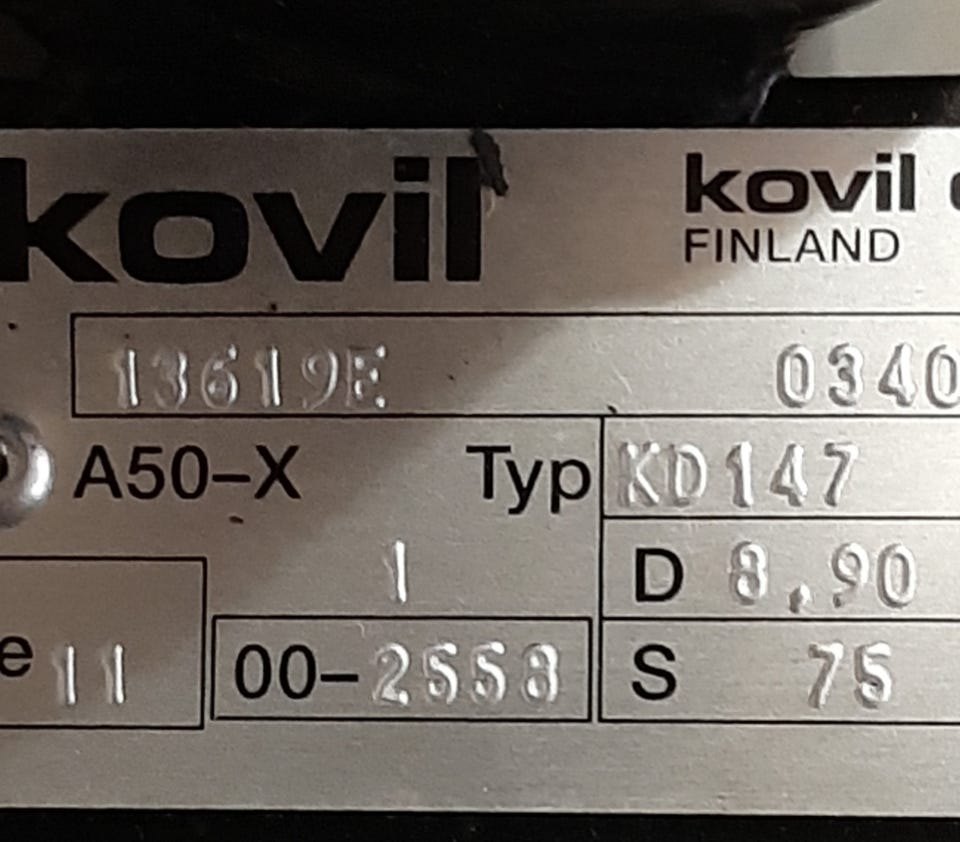 kovil
kovil
FINLAND
13619E 0340
A50-X Typ KD147
1 D 8,90
e 11 00-2558 S 75